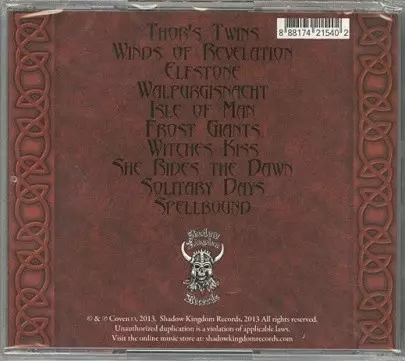 Thor's Twins
Winds of Revelation
Elfstone
Walpurgisnacht
Isle of Man
Frost Giants
Witches Kiss
She Rides the Dawn
Solitary Days
Spellbound
8 88174 21540 2
Shadow Kingdom
Records
© & ℗ Coven 13, 2013. Shadow Kingdom Records, 2013 All rights reserved.
Unauthorized duplication is a violation of applicable laws.
Visit the online music store at: shadowkingdomrecords.com